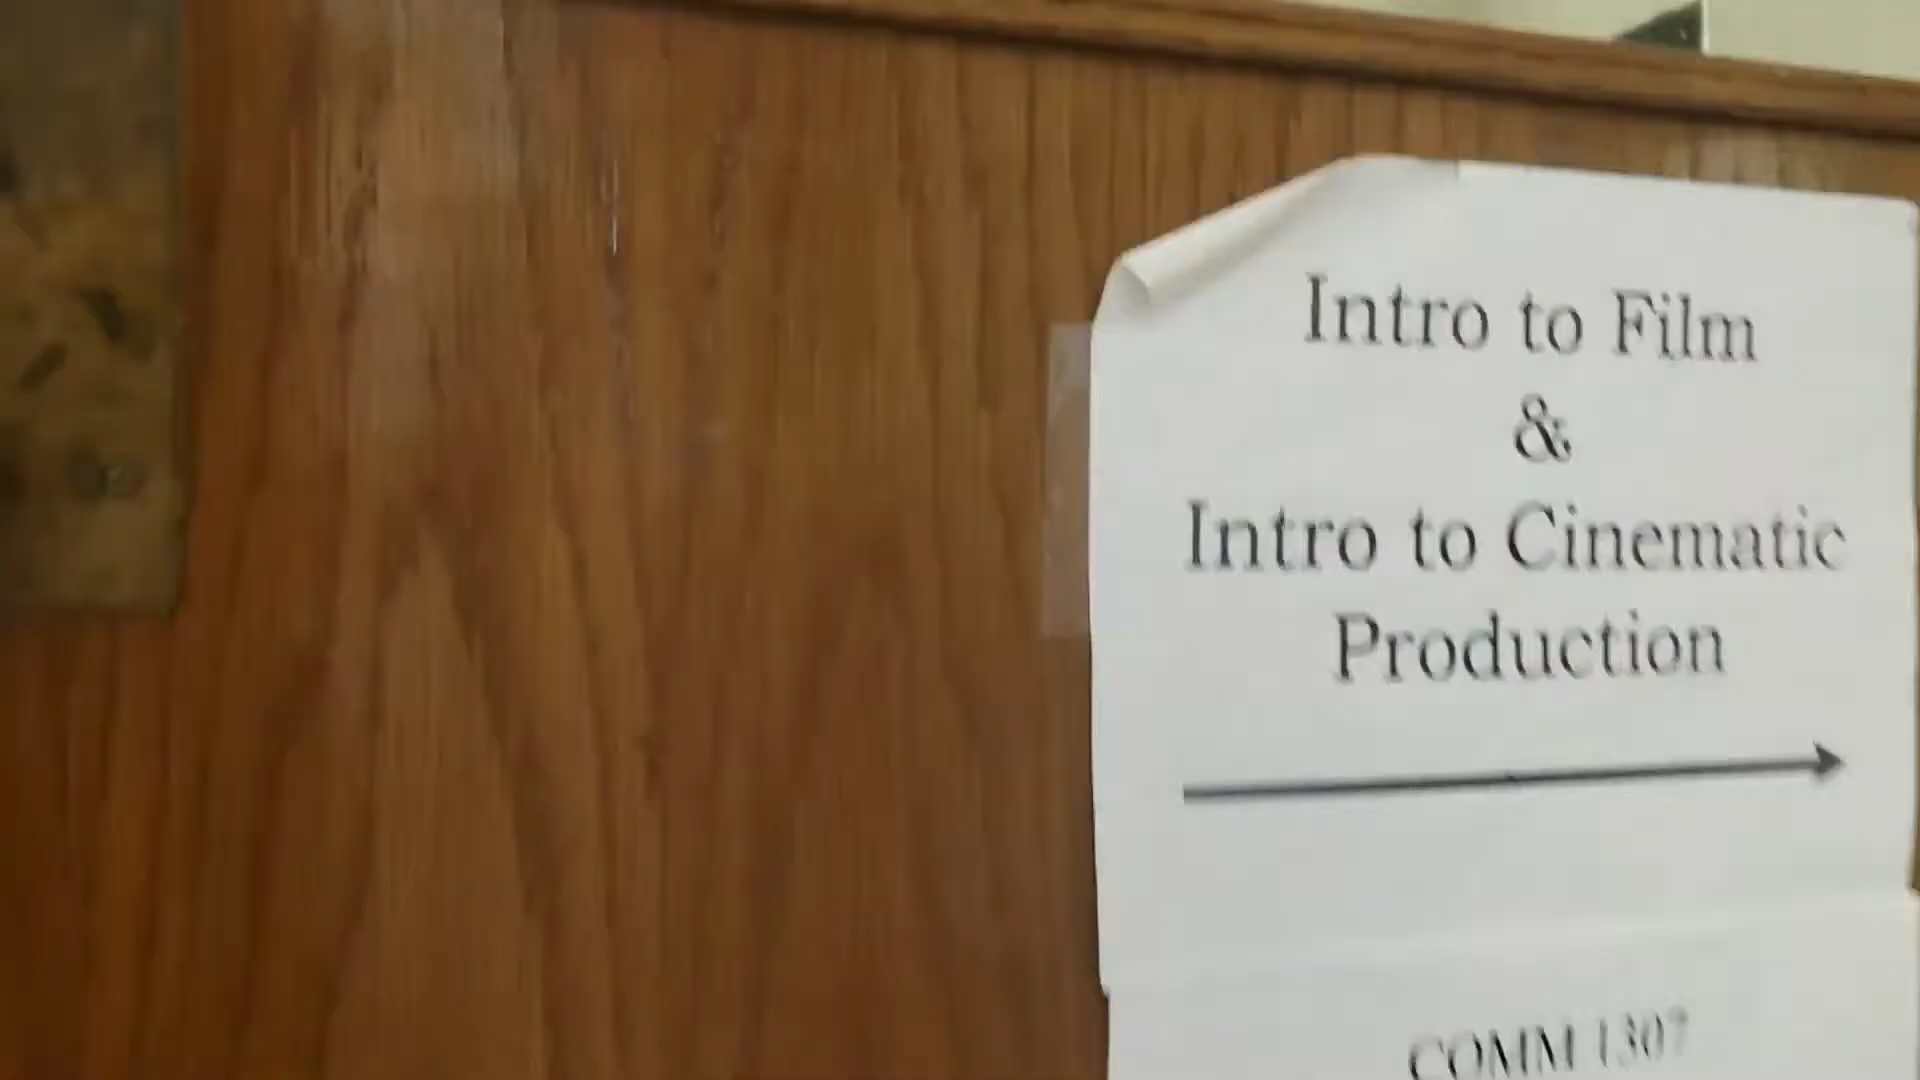 Intro to Film
&
Intro to Cinematic
Production
COMM 1307